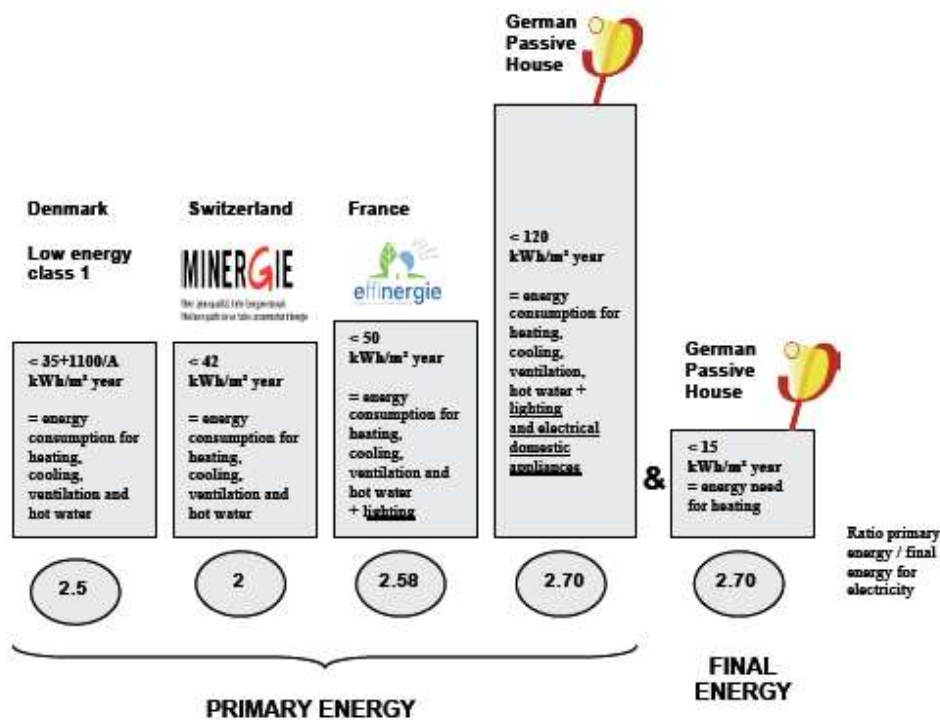 Denmark
Low energy
class 1
< 35+1100/A
kWh/m² year
= energy
consumption for
heating,
cooling,
ventilation and
hot water
2.5
Switzerland
MINERGIE
< 42
kWh/m² year
= energy
consumption for
heating,
cooling,
ventilation and
hot water
2
France
effinergie
< 50
kWh/m² year
= energy
consumption for
heating,
cooling,
ventilation and
hot water
+ lighting
2.58
German
Passive
House
< 120
kWh/m² year
= energy
consumption for
heating,
cooling,
ventilation,
hot water +
lighting
and electrical
domestic
appliances
2.70
&
German
Passive
House
< 15
kWh/m² year
= energy need
for heating
2.70
Ratio primary
energy / final
energy for
electricity
PRIMARY ENERGY
FINAL
ENERGY